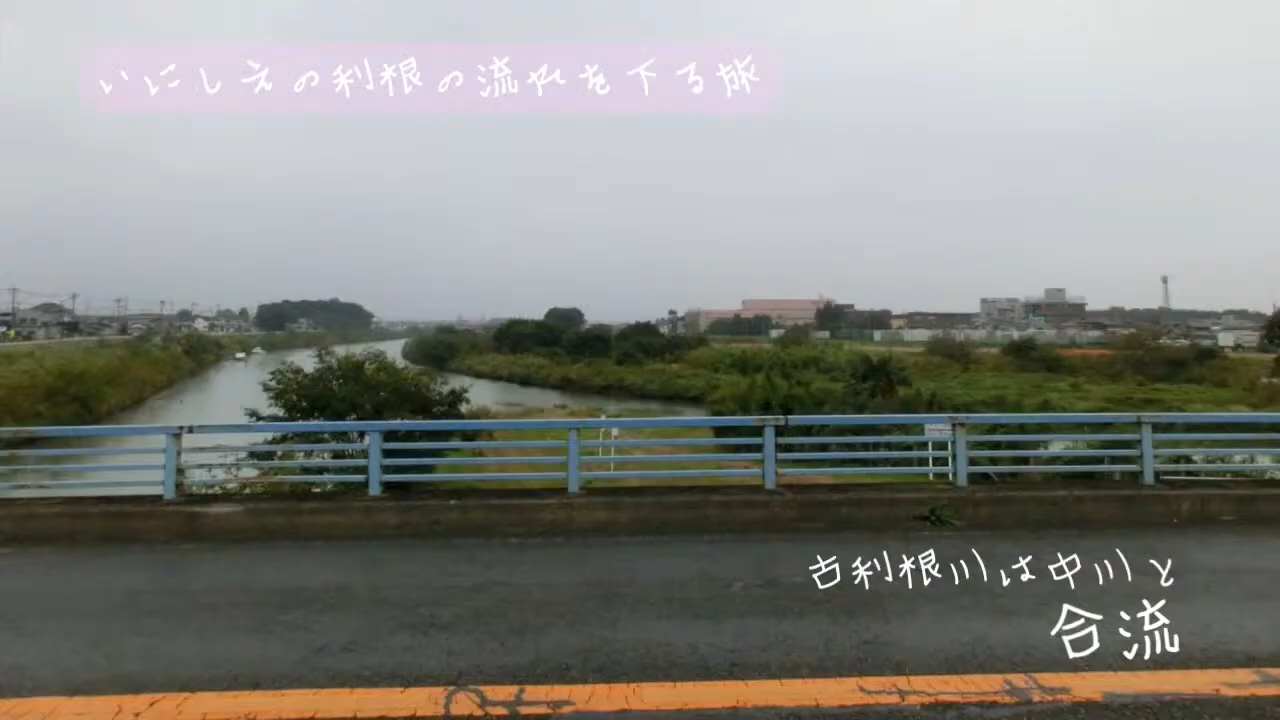 いにしえの利根の流れを下る旅
古利根川は中川と
合流